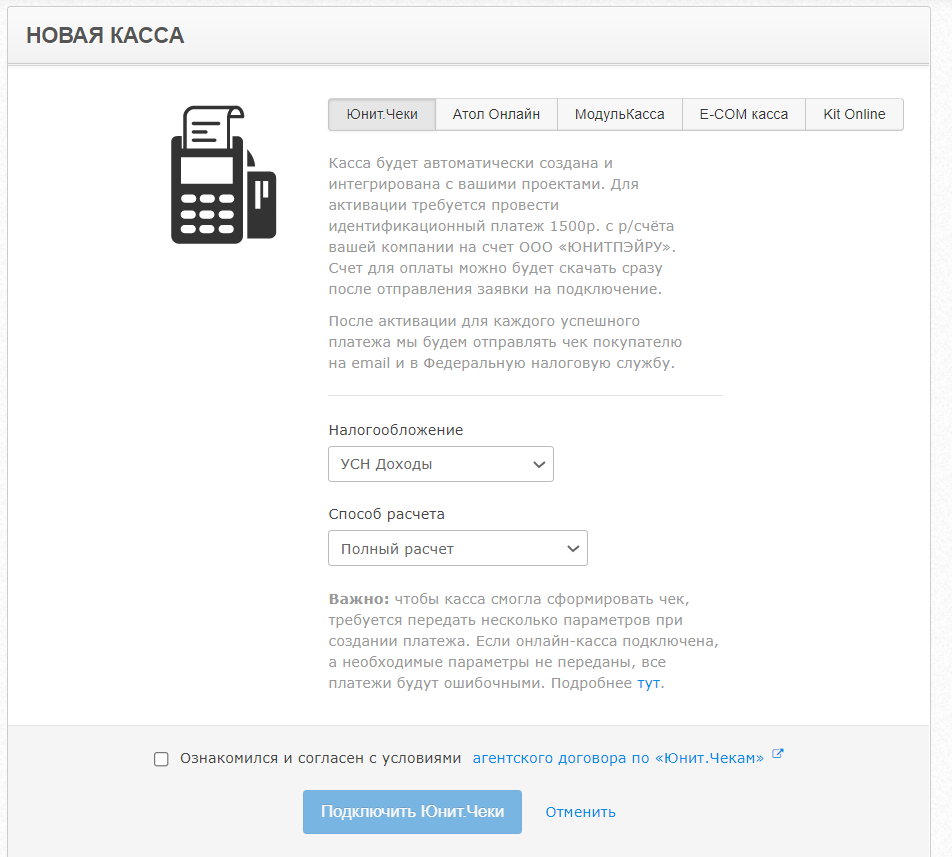 НОВАЯ КАССА
Юнит.Чеки
Атол Онлайн
МодульКасса
E-COM касса
Kit Online
Касса будет автоматически создана и
интегрирована с вашими проектами. Для
активации требуется провести
идентификационный платеж 1500р. с р/счёта
вашей компании на счет ООО «ЮНИТПЭЙРУ».
Счет для оплаты можно будет скачать сразу
после отправления заявки на подключение.
После активации для каждого успешного
платежа мы будем отправлять чек покупателю
на email и в Федеральную налоговую службу.
Налогообложение
УСН Доходы
Способ расчета
Полный расчет
Важно: чтобы касса смогла сформировать чек,
требуется передать несколько параметров при
создании платежа. Если онлайн-касса подключена,
а необходимые параметры не переданы, все
платежи будут ошибочными. Подробнее тут.
Ознакомился и согласен с условиями агентского договора по «Юнит.Чекам»
Подключить Юнит.Чеки
Отменить